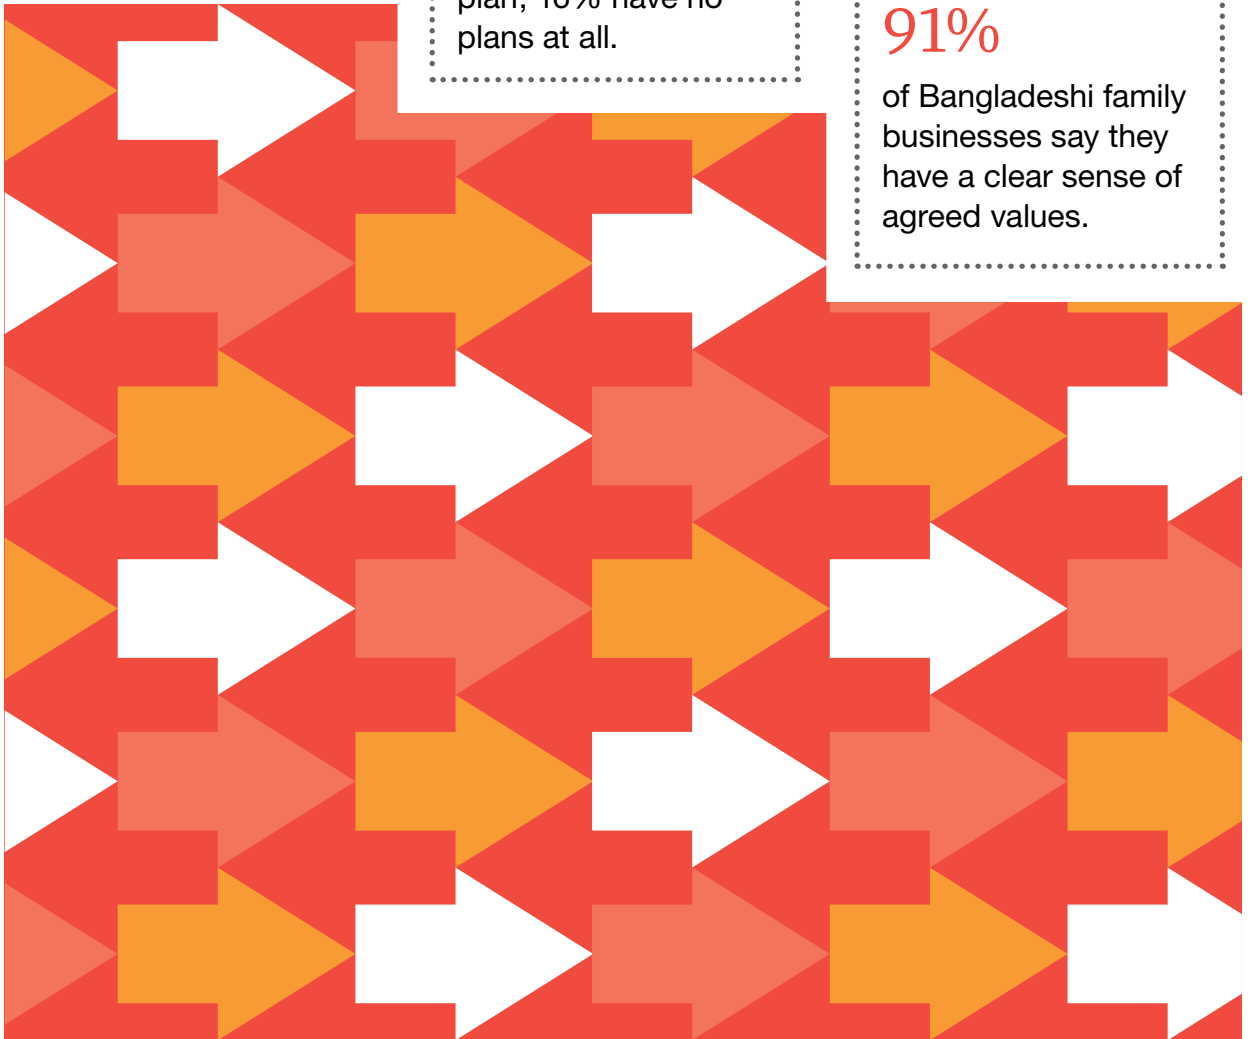 plans at all.
91%
of Bangladeshi family
businesses say they
have a clear sense of
agreed values.